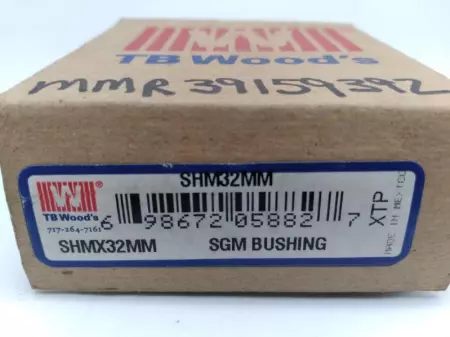 TB Wood's
MMR 39159392
SHM32MM
®
TB Wood's
717-264-7161
6 98672 05882 7
XTP
MADE IN MEXICO
SHMX32MM SGM BUSHING